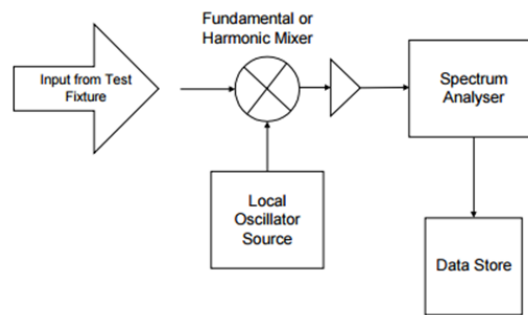 Fundamental or
Harmonic Mixer
Input from Test
Fixture
Spectrum
Analyser
Local
Oscillator
Source
Data Store